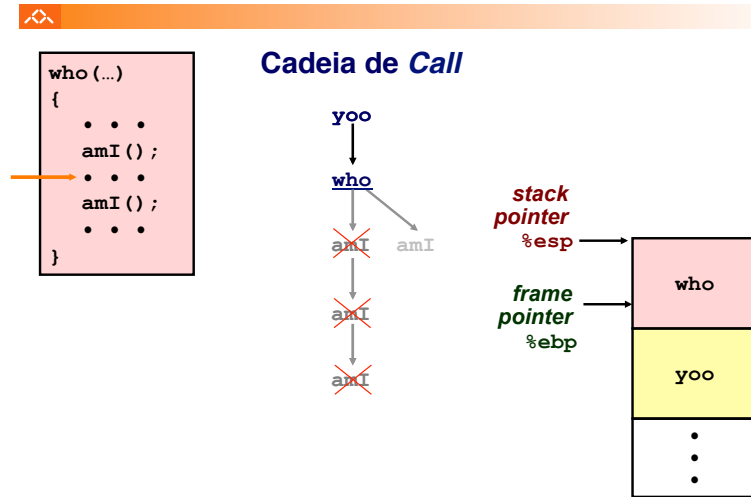 Cadeia de Call
who(…)
{
• • •
amI();
• • •
amI();
• • •
}
yoo
who
amI amI
amI
amI
stack
pointer
%esp
frame
pointer
%ebp
who
yoo
•
•
•